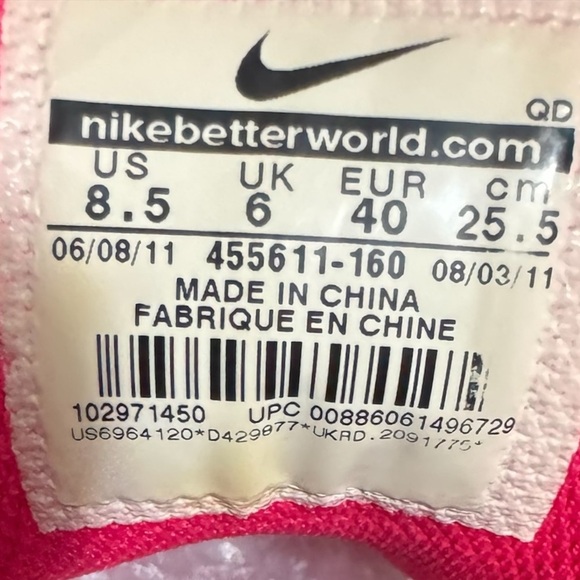 QD
nikebetterworld.com
US UK EUR cm
8.5 6 40 25.5
06/08/11 455611-160 08/03/11
MADE IN CHINA
FABRIQUE EN CHINE
102971450 UPC 00886061496729
US6964120*D429877*UKRD.2091775*